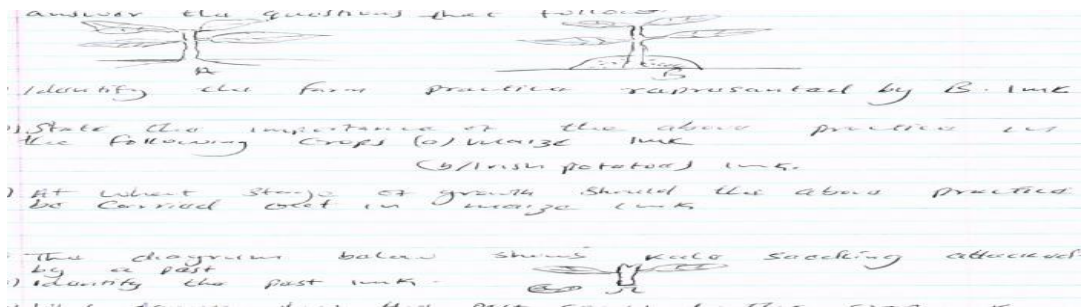 answer the questions that follow
A
B
Identify the farm practice represented by B. 1mk
) State the importance of the above practice in
the following crops (a) Maize 1mk
(b) Irish potatoes) 1mk.
) At what stage of growth should the above practice
be carried out in maize 1mk
The diagram below shows kale seedling attacked
by a pest
) Identify the pest 1mk.